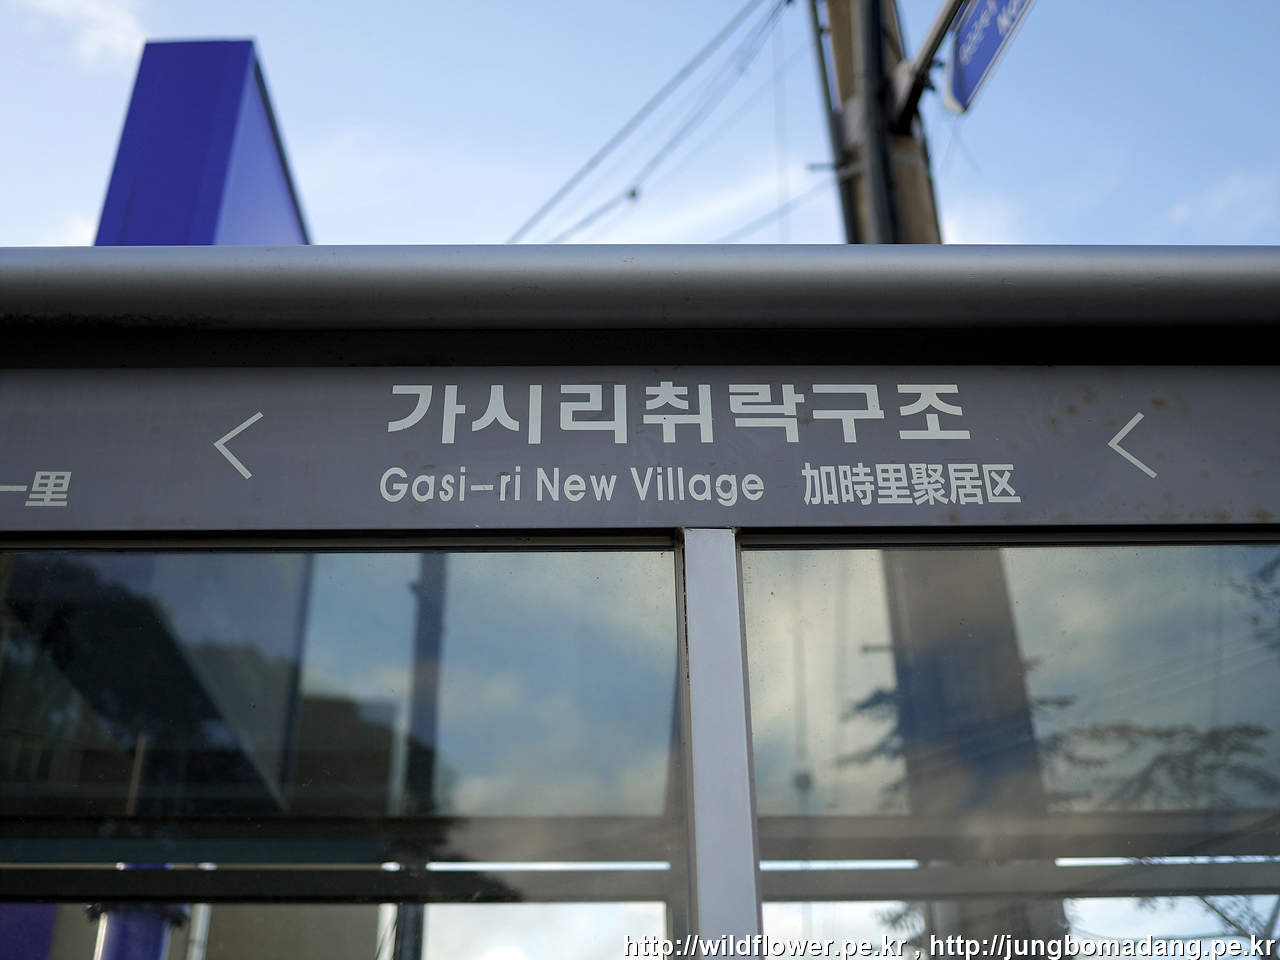 가시리취락구조
一里 < Gasi-ri New Village 加時里聚居区 <
http://wildflower.pe.kr , http://jungbomadang.pe.kr